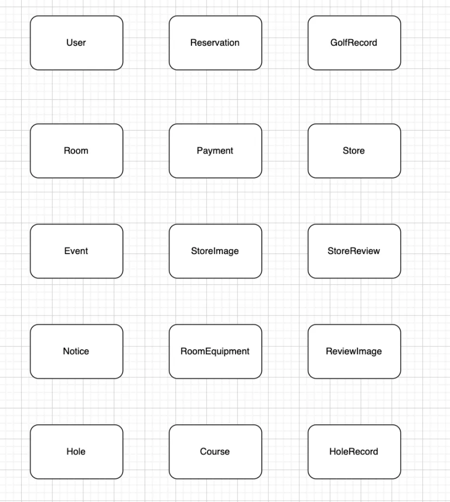 User
Reservation
GolfRecord
Room
Payment
Store
Event
StoreImage
StoreReview
Notice
RoomEquipment
ReviewImage
Hole
Course
HoleRecord